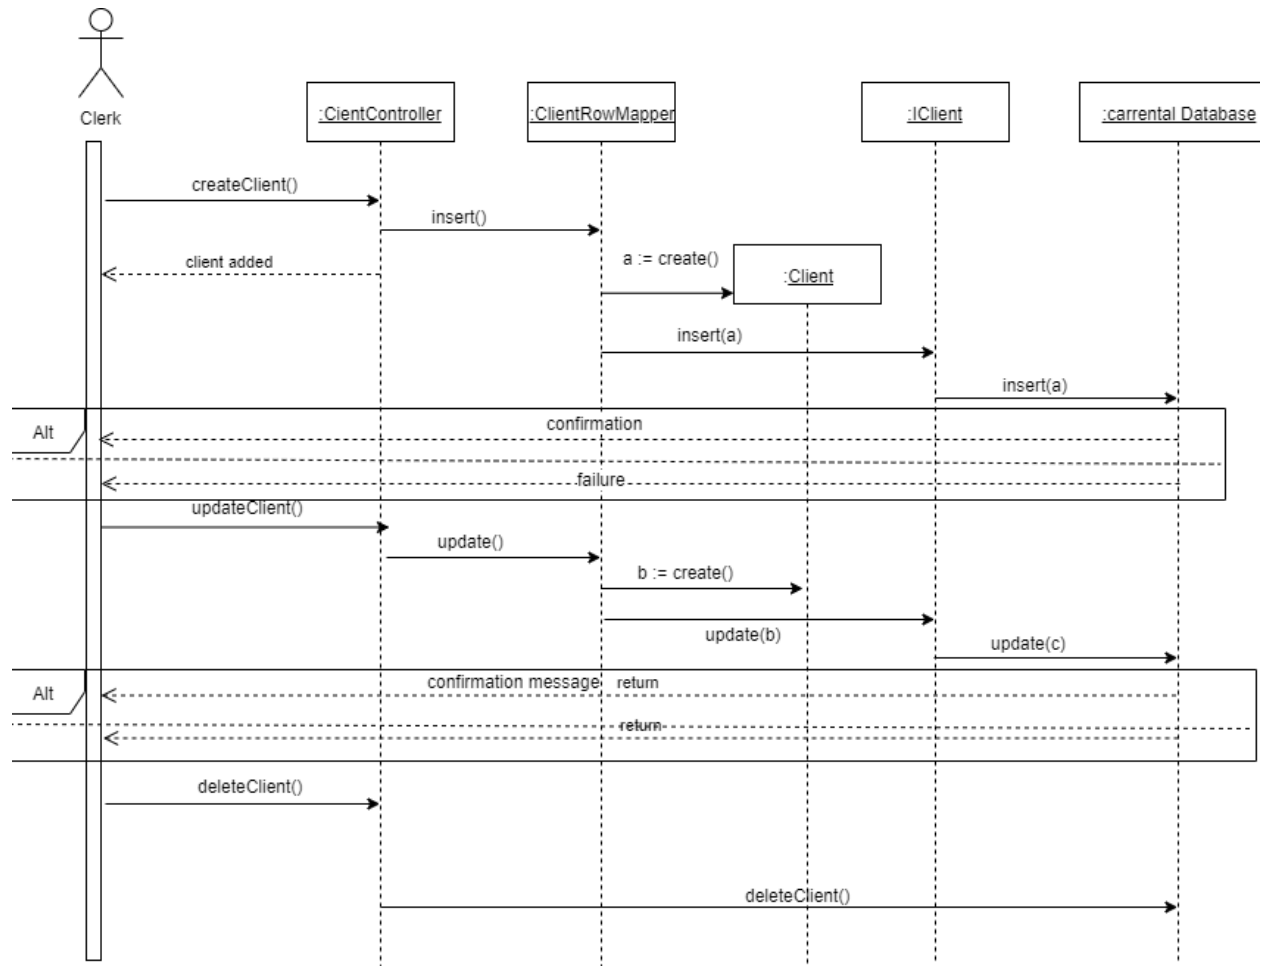 Clerk
:CientController
:ClientRowMapper
:IClient
:carrental Database
createClient()
insert()
client added
a := create()
:Client
insert(a)
insert(a)
Alt
confirmation
failure
updateClient()
update()
b := create()
update(b)
update(c)
Alt
confirmation message
return
return
deleteClient()
deleteClient()